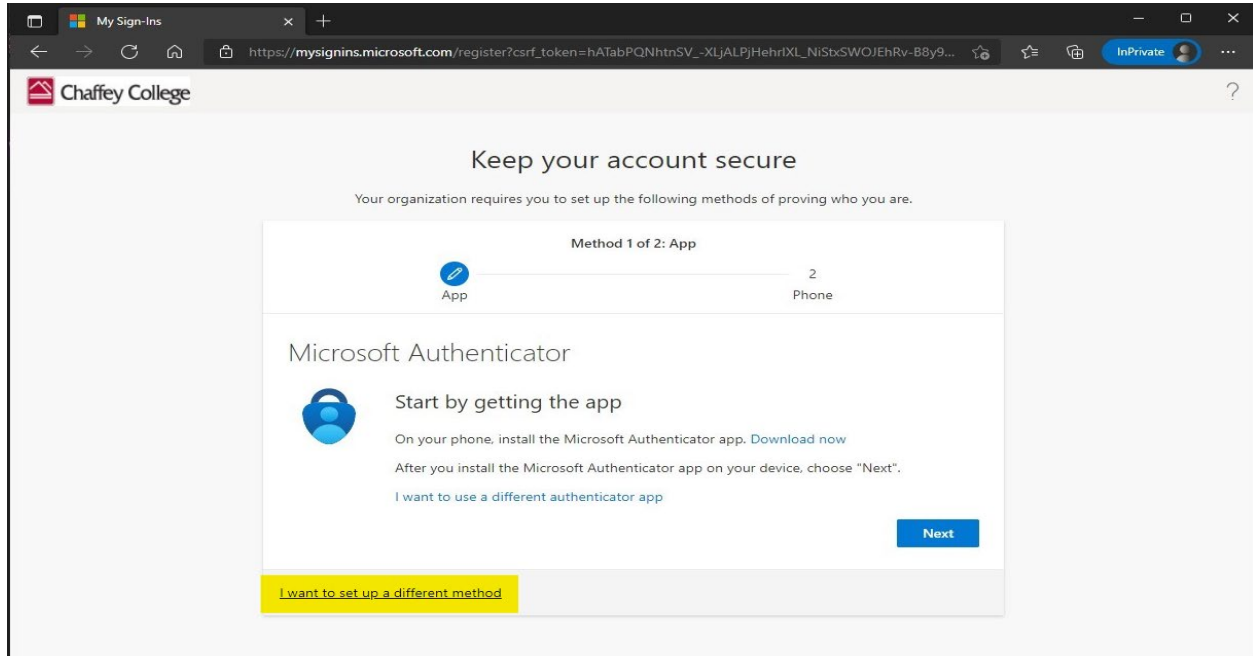 My Sign-Ins
https://mysignins.microsoft.com/register?csrf_token=hATabPQNhtnSV_-XLjALPjHehrIXL_NiStxSWOJEhRv-B8y9...
InPrivate
Chaffey College
?
Keep your account secure
Your organization requires you to set up the following methods of proving who you are.
Method 1 of 2: App
2
App
Phone
Microsoft Authenticator
Start by getting the app
On your phone, install the Microsoft Authenticator app. Download now
After you install the Microsoft Authenticator app on your device, choose "Next".
I want to use a different authenticator app
Next
I want to set up a different method